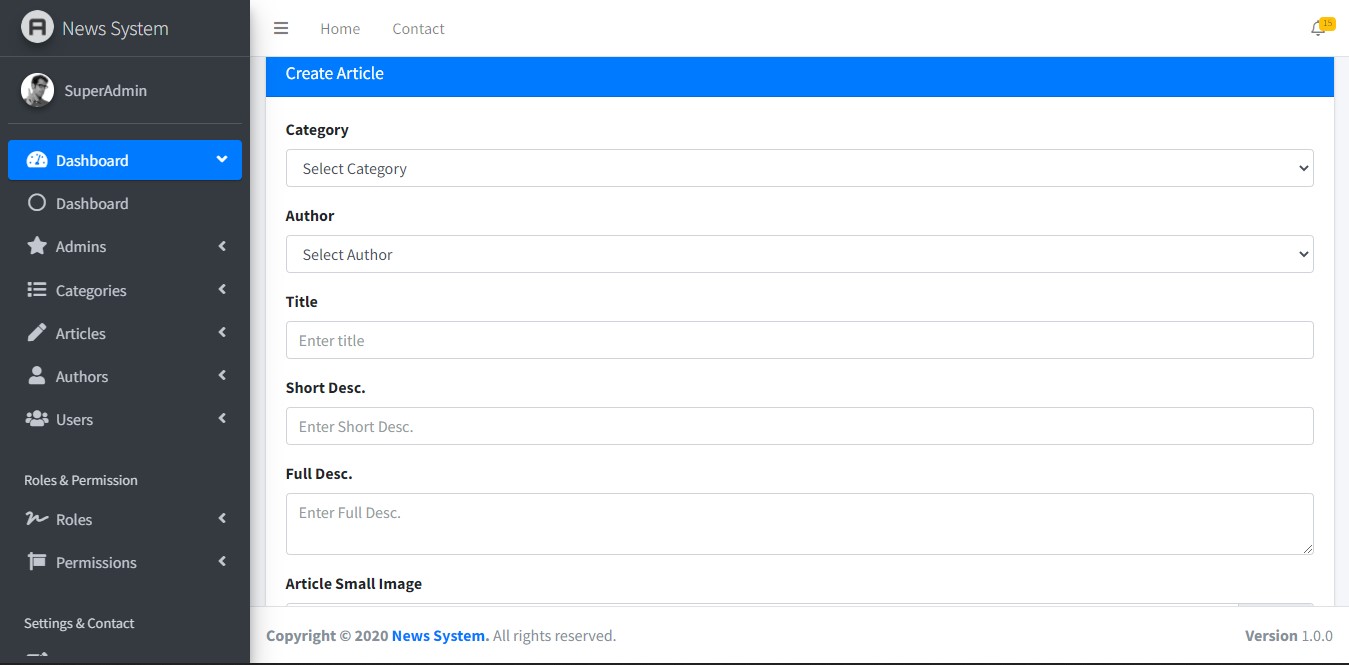 News System
Home
Contact
15
SuperAdmin
Create Article
Dashboard
Dashboard
Admins
Categories
Articles
Authors
Users
Roles & Permission
Roles
Permissions
Settings & Contact
Category
Select Category
Author
Select Author
Title
Enter title
Short Desc.
Enter Short Desc.
Full Desc.
Enter Full Desc.
Article Small Image
Copyright © 2020 News System. All rights reserved.
Version 1.0.0